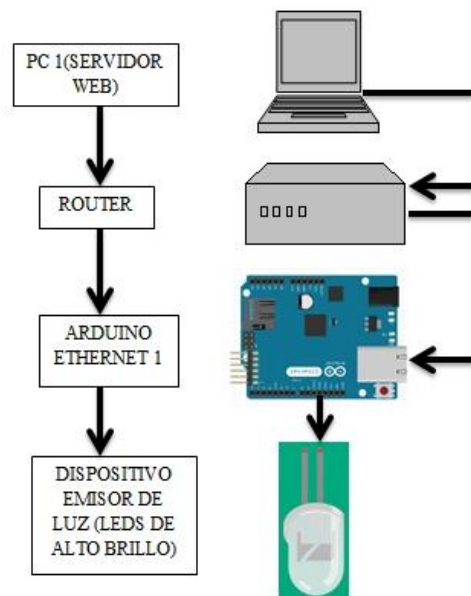 PC 1(SERVIDOR
WEB)
ROUTER
ARDUINO
ETHERNET 1
DISPOSITIVO
EMISOR DE
LUZ (LEDS DE
ALTO BRILLO)